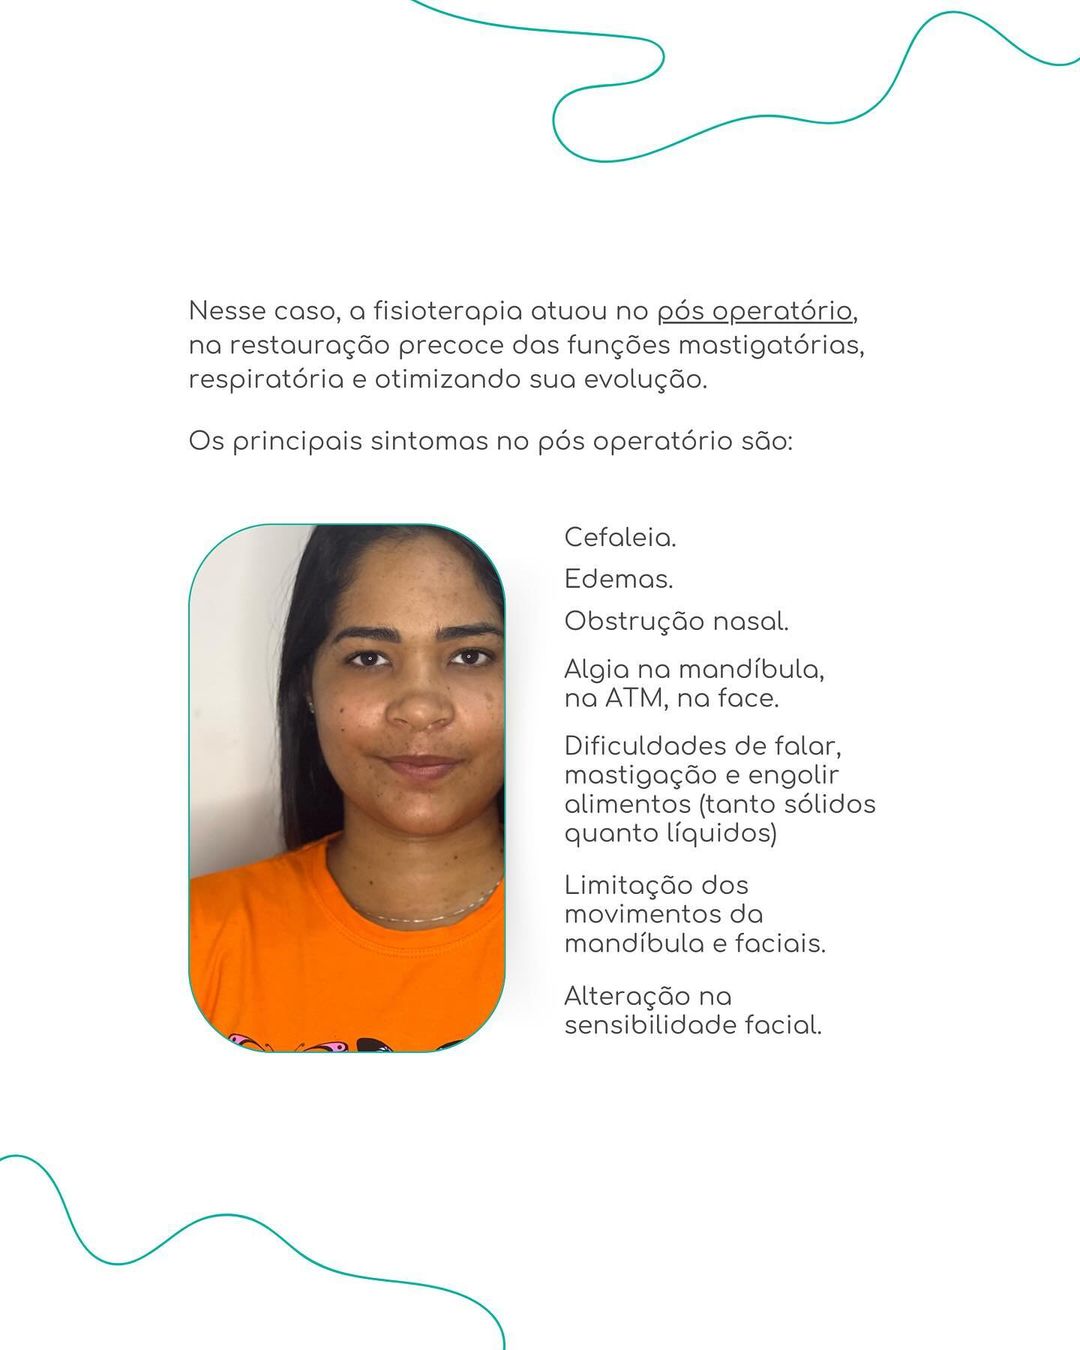 Nesse caso, a fisioterapia atuou no pós operatório,
na restauração precoce das funções mastigatórias,
respiratória e otimizando sua evolução.
Os principais sintomas no pós operatório são:
Cefaleia.
Edemas.
Obstrução nasal.
Algia na mandíbula,
na ATM, na face.
Dificuldades de falar,
mastigação e engolir
alimentos (tanto sólidos
quanto líquidos)
Limitação dos
movimentos da
mandíbula e faciais.
Alteração na
sensibilidade facial.